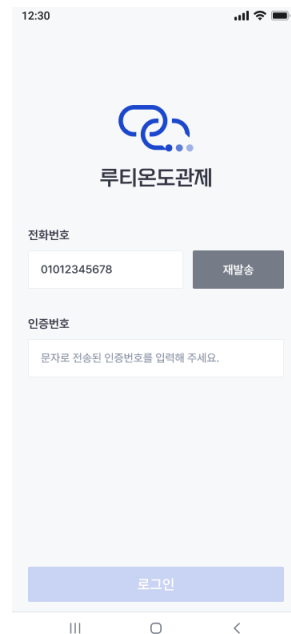 12:30
루티온도관제
전화번호
01012345678
재발송
인증번호
문자로 전송된 인증번호를 입력해 주세요.
로그인